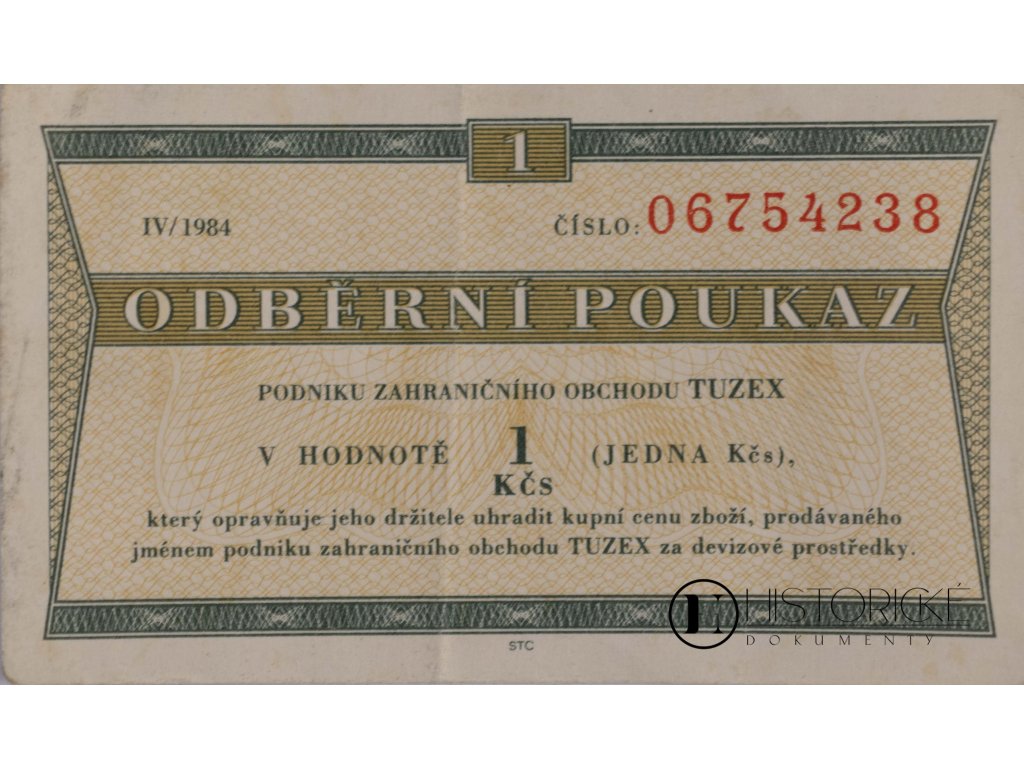 1
IV/1984
ČÍSLO: 06754238
ODBĚRNÍ POUKAZ
PODNIKU ZAHRANIČNÍHO OBCHODU TUZEX
V HODNOTĚ 1 (JEDNA Kčs),
KČS
který opravňuje jeho držitele uhradit kupní cenu zboží, prodávaného
jménem podniku zahraničního obchodu TUZEX za devizové prostředky.
HISTORICKÉ
DOKUMENTY
STC